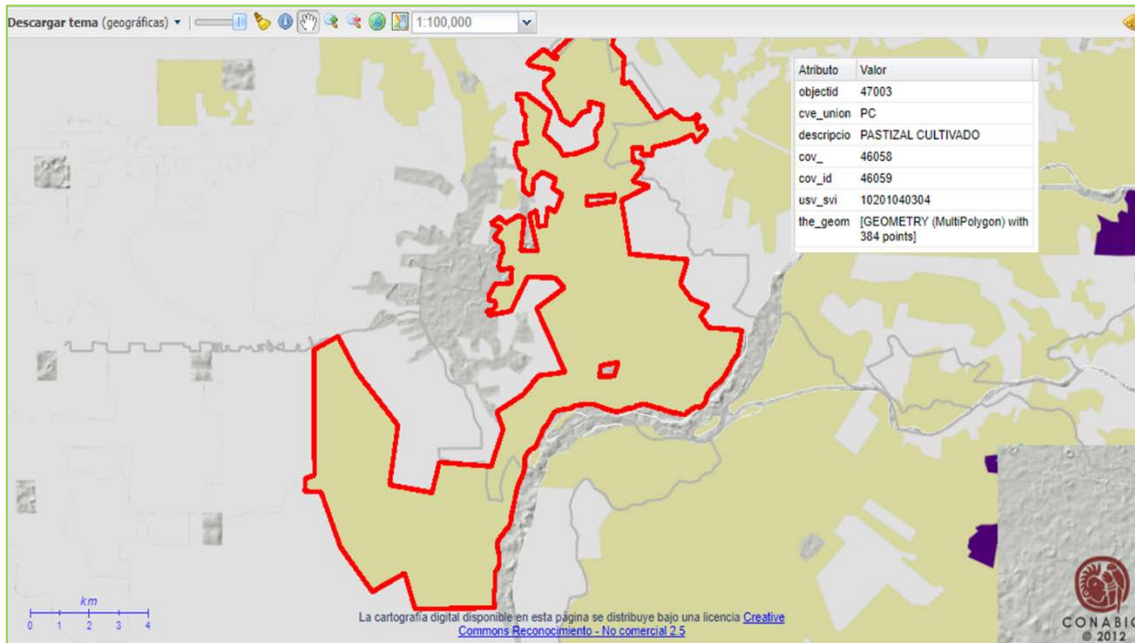 Descargar tema (geográficas)
1:100,000
Atributo Valor
objectid 47003
cve_union PC
descripcio PASTIZAL CULTIVADO
cov_ 46058
cov_id 46059
usv_svi 10201040304
the_geom [GEOMETRY (MultiPolygon) with
384 points]
km
0 1 2 3 4
La cartografía digital disponible en esta página se distribuye bajo una licencia Creative
Commons Reconocimiento - No comercial 2.5
CONABIO
© 2012